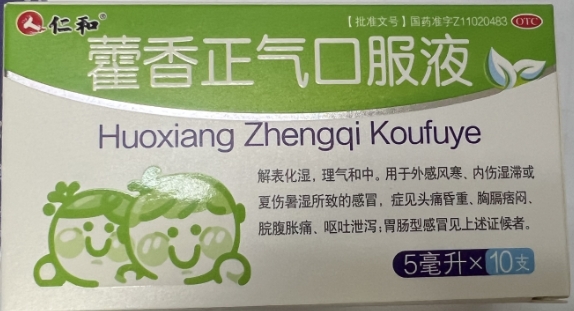 仁和®
【批准文号】国药准字Z11020483 OTC
藿香正气口服液
Huoxiang Zhengqi Koufuye
解表化湿，理气和中。用于外感风寒、内伤湿滞或
夏伤暑湿所致的感冒，症见头痛昏重、胸膈痞闷、
脘腹胀痛、呕吐泄泻；胃肠型感冒见上述证候者。
5毫升×10支